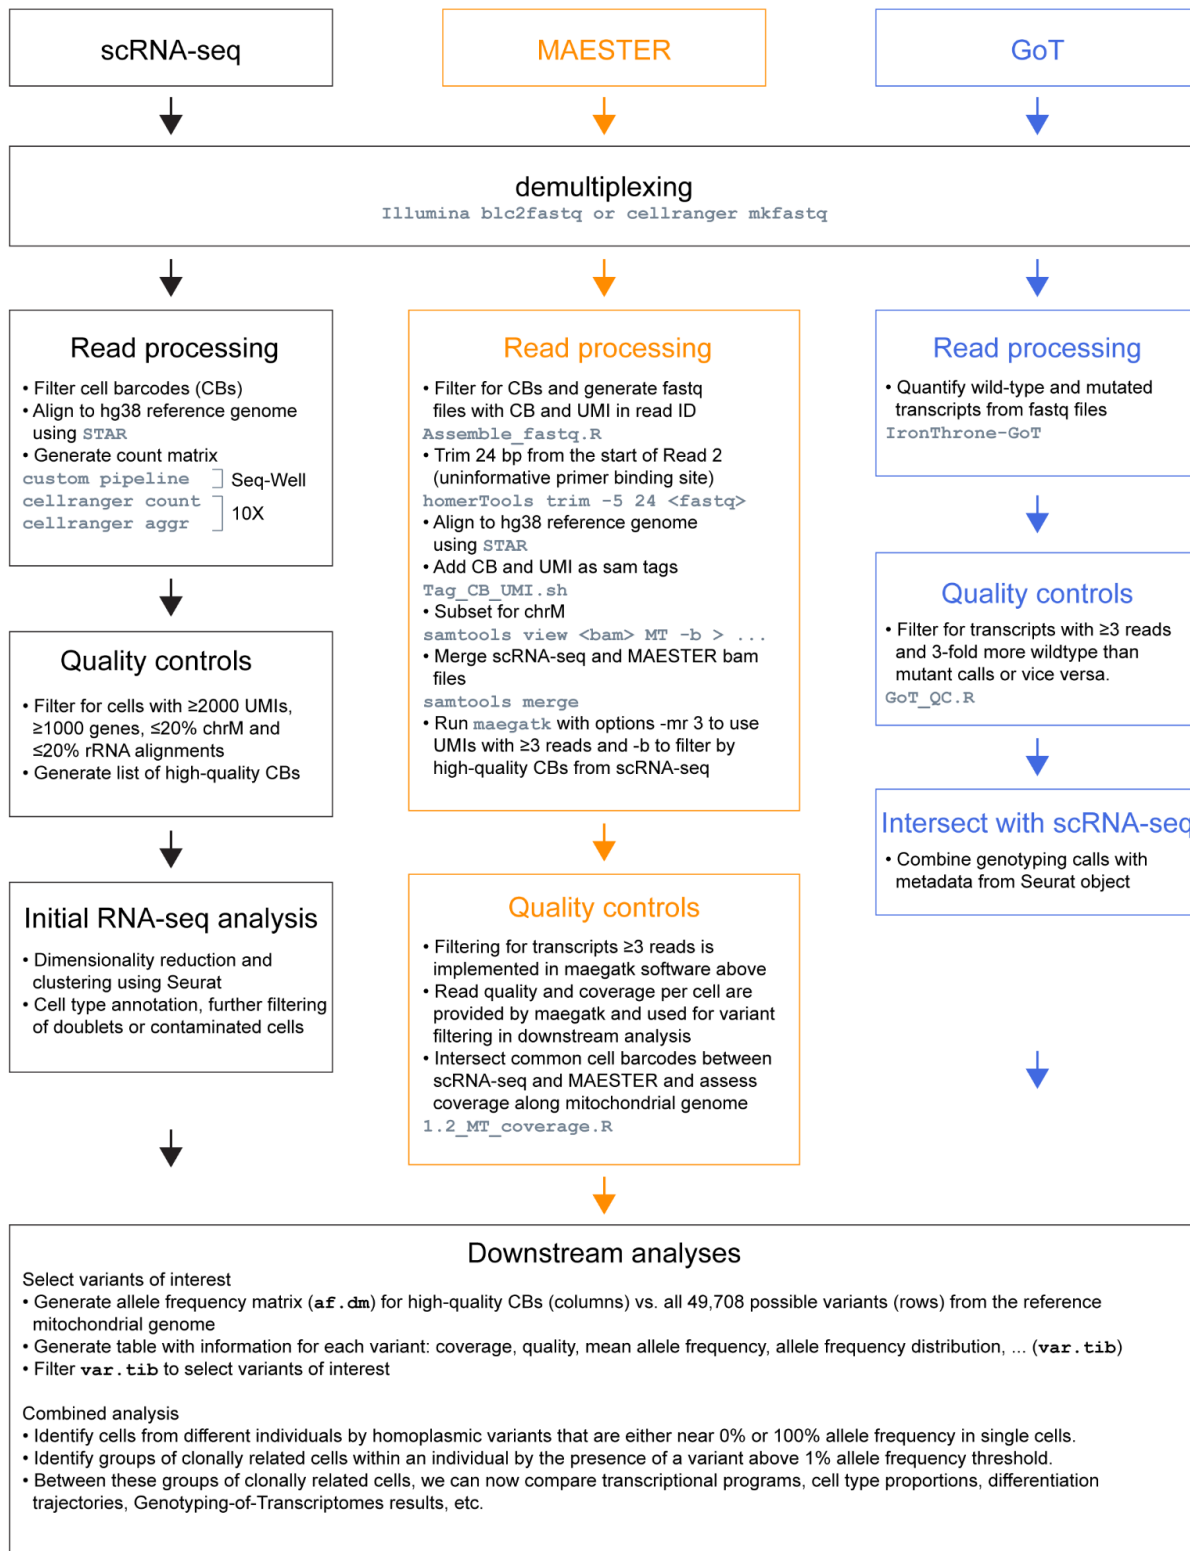 scRNA-seq
MAESTER
GoT
demultiplexing
Illumina blc2fastq or cellranger mkfastq
Read processing
• Filter cell barcodes (CBs)
• Align to hg38 reference genome
using STAR
• Generate count matrix
custom pipeline
Seq-Well
cellranger count
cellranger aggr
10X
Quality controls
• Filter for cells with ≥2000 UMIs,
≥1000 genes, ≤20% chrM and
≤20% rRNA alignments
• Generate list of high-quality CBs
Initial RNA-seq analysis
• Dimensionality reduction and
clustering using Seurat
• Cell type annotation, further filtering
of doublets or contaminated cells
Read processing
• Filter for CBs and generate fastq
files with CB and UMI in read ID
Assemble_fastq.R
• Trim 24 bp from the start of Read 2
(uninformative primer binding site)
homerTools trim -5 24 <fastq>
• Align to hg38 reference genome
using STAR
• Add CB and UMI as sam tags
Tag_CB_UMI.sh
• Subset for chrM
samtools view <bam> MT -b > ...
• Merge scRNA-seq and MAESTER bam
files
samtools merge
• Run maegatk with options -mr 3 to use
UMIs with ≥3 reads and -b to filter by
high-quality CBs from scRNA-seq
Quality controls
• Filtering for transcripts ≥3 reads is
implemented in maegatk software above
• Read quality and coverage per cell are
provided by maegatk and used for variant
filtering in downstream analysis
• Intersect common cell barcodes between
scRNA-seq and MAESTER and assess
coverage along mitochondrial genome
1.2_MT_coverage.R
Read processing
• Quantify wild-type and mutated
transcripts from fastq files
IronThrone-GoT
Quality controls
• Filter for transcripts with ≥3 reads
and 3-fold more wildtype than
mutant calls or vice versa.
GoT_QC.R
Intersect with scRNA-seq
• Combine genotyping calls with
metadata from Seurat object
Downstream analyses
Select variants of interest
• Generate allele frequency matrix (af.dm) for high-quality CBs (columns) vs. all 49,708 possible variants (rows) from the reference
mitochondrial genome
• Generate table with information for each variant: coverage, quality, mean allele frequency, allele frequency distribution, ... (var.tib)
• Filter var.tib to select variants of interest
Combined analysis
• Identify cells from different individuals by homoplasmic variants that are either near 0% or 100% allele frequency in single cells.
• Identify groups of clonally related cells within an individual by the presence of a variant above 1% allele frequency threshold.
• Between these groups of clonally related cells, we can now compare transcriptional programs, cell type proportions, differentiation
trajectories, Genotyping-of-Transcriptomes results, etc.